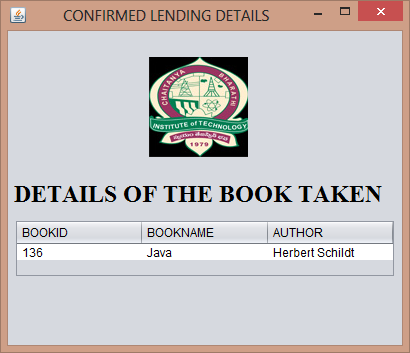 CONFIRMED LENDING DETAILS
CHAITANYA BHARATHI
INSTITUTE OF TECHNOLOGY
1979
DETAILS OF THE BOOK TAKEN
BOOKID BOOKNAME AUTHOR
136 Java Herbert Schildt